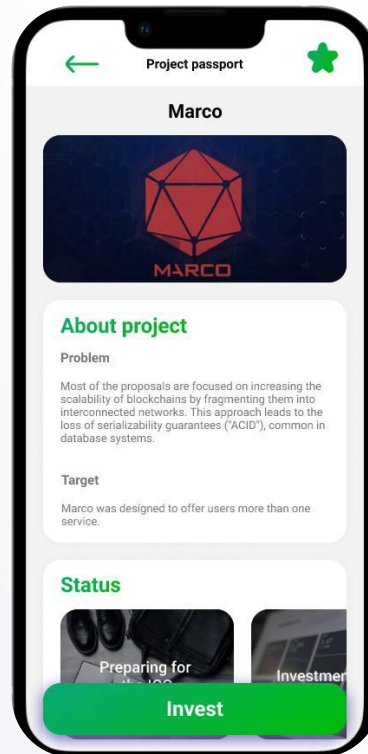 Project passport
Marco
MARCO
About project
Problem
Most of the proposals are focused on increasing the
scalability of blockchains by fragmenting them into
interconnected networks. This approach leads to the
loss of serializability guarantees ("ACID"), common in
database systems.
Target
Marco was designed to offer users more than one
service.
Status
Preparing for
Investmen
Invest